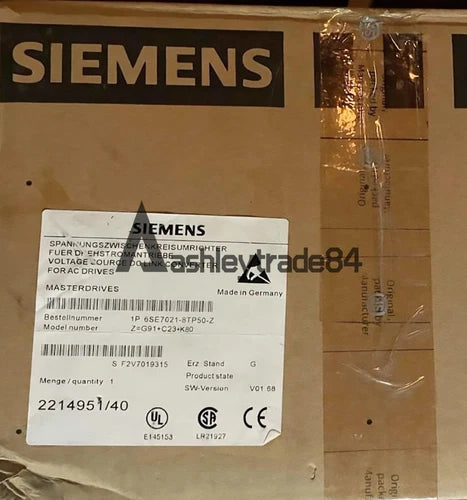 SIEMENS
SIEMENS
SPANNUNGSZWISCHENKREISUMRICHTER
FUER DREHSTROMANTRIEBE
VOLTAGE SOURCE DC LINK CONVERTER
FOR AC DRIVES
ashleytrade84
MASTERDRIVES
Made in Germany
Bestellnummer 1P 6SE7021-8TP50-Z
Model number Z=G91+C23+K80
S F2V7019315
Erz Stand G
Product state
SW-Version V01.68
Menge / quantity 1
2214951/40
UL
E145153
LR21927
Original